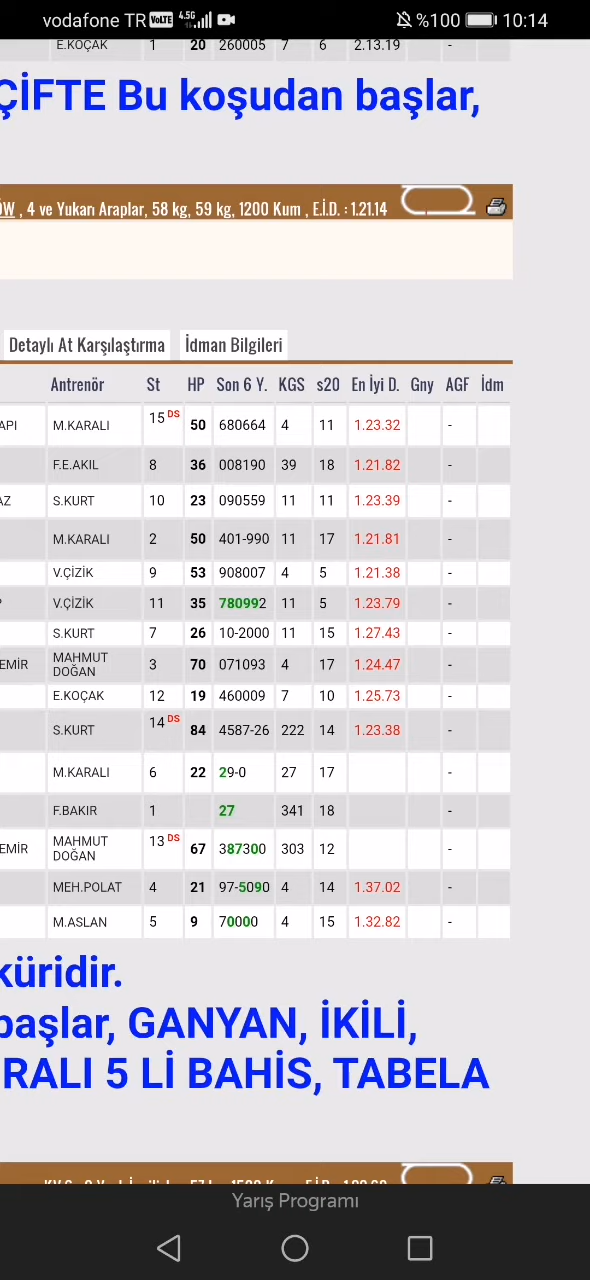 vodafone TR VoLTE 4.5G %100 10:14
E.KOÇAK 1 20 260005 7 6 2.13.19 -
ÇİFTE Bu koşudan başlar,
ÖW , 4 ve Yukarı Araplar, 58 kg, 59 kg, 1200 Kum , E.İ.D. : 1.21.14
Detaylı At Karşılaştırma İdman Bilgileri
Antrenör St HP Son 6 Y. KGS s20 En İyi D. Gny AGF İdm
API M.KARALI 15 DS 50 680664 4 11 1.23.32 -
F.E.AKIL 8 36 008190 39 18 1.21.82 -
AZ S.KURT 10 23 090559 11 11 1.23.39 -
M.KARALI 2 50 401-990 11 17 1.21.81 -
V.ÇİZİK 9 53 908007 4 5 1.21.38 -
V.ÇİZİK 11 35 780992 11 5 1.23.79 -
S.KURT 7 26 10-2000 11 15 1.27.43 -
EMİR MAHMUT DOĞAN 3 70 071093 4 17 1.24.47 -
E.KOÇAK 12 19 460009 7 10 1.25.73 -
S.KURT 14 DS 84 4587-26 222 14 1.23.38 -
M.KARALI 6 22 29-0 27 17 -
F.BAKIR 1 27 341 18 -
EMİR MAHMUT DOĞAN 13 DS 67 387300 303 12 -
MEH.POLAT 4 21 97-5090 4 14 1.37.02 -
M.ASLAN 5 9 70000 4 15 1.32.82 -
küridir.
başlar, GANYAN, İKİLİ,
RALI 5 Lİ BAHİS, TABELA
Yarış Programı